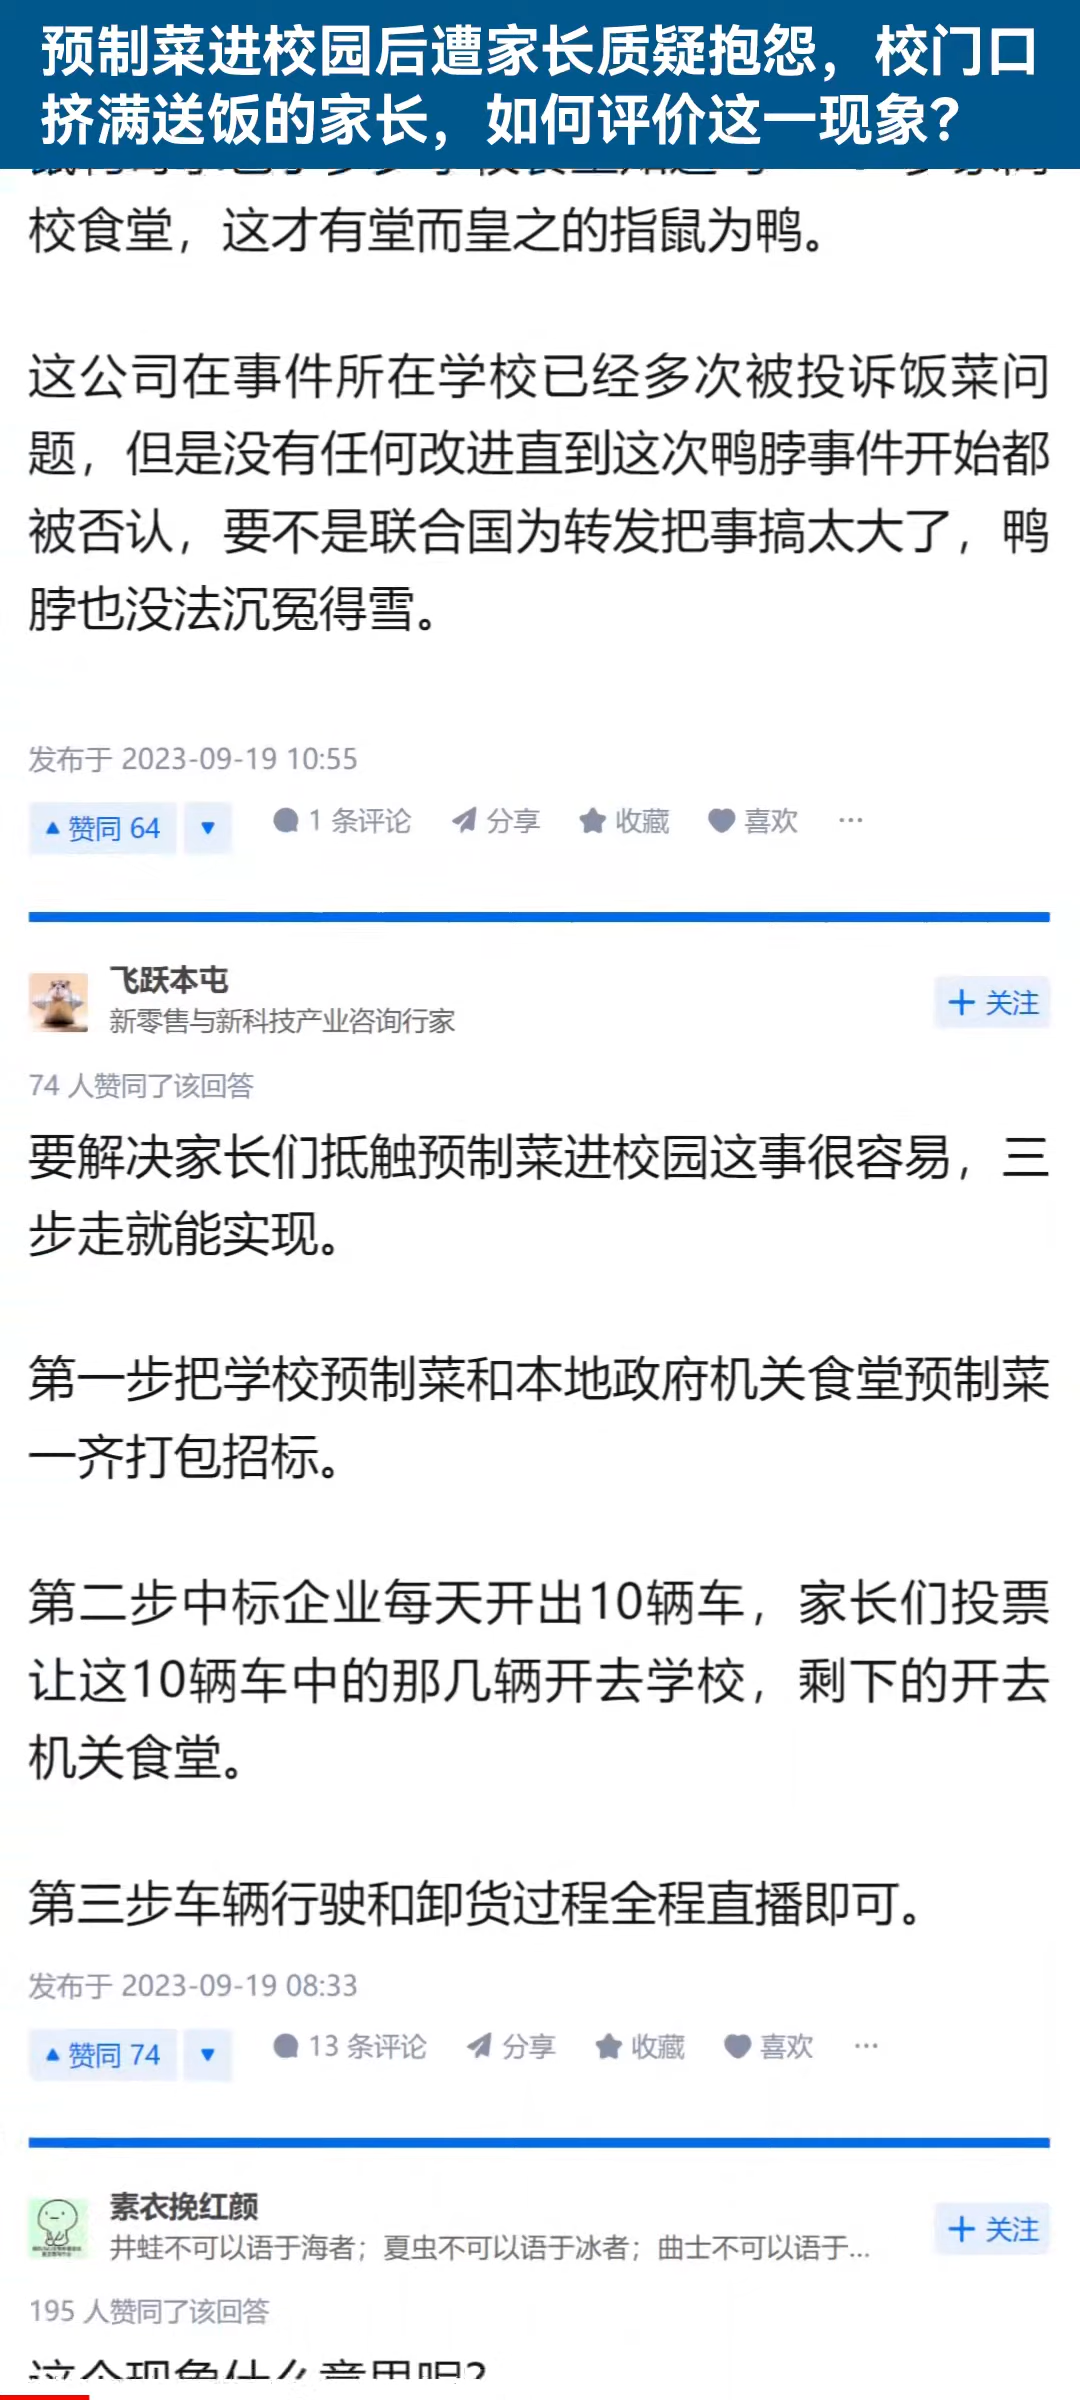 预制菜进校园后遭家长质疑抱怨，校门口
挤满送饭的家长，如何评价这一现象？
校食堂，这才有堂而皇之的指鼠为鸭。
这公司在事件所在学校已经多次被投诉饭菜问
题，但是没有任何改进直到这次鸭脖事件开始都
被否认，要不是联合国为转发把事搞太大了，鸭
脖也没法沉冤得雪。
发布于 2023-09-19 10:55
赞同 64
1 条评论 分享 收藏 喜欢 ···
飞跃本屯
新零售与新科技产业咨询行家
+ 关注
74 人赞同了该回答
要解决家长们抵触预制菜进校园这事很容易，三
步走就能实现。
第一步把学校预制菜和本地政府机关食堂预制菜
一齐打包招标。
第二步中标企业每天开出10辆车，家长们投票
让这10辆车中的那几辆开去学校，剩下的开去
机关食堂。
第三步车辆行驶和卸货过程全程直播即可。
发布于 2023-09-19 08:33
赞同 74
13 条评论 分享 收藏 喜欢 ···
素衣挽红颜
井蛙不可以语于海者；夏虫不可以语于冰者；曲士不可以语于...
+ 关注
195 人赞同了该回答
这个现象什么意思呢？